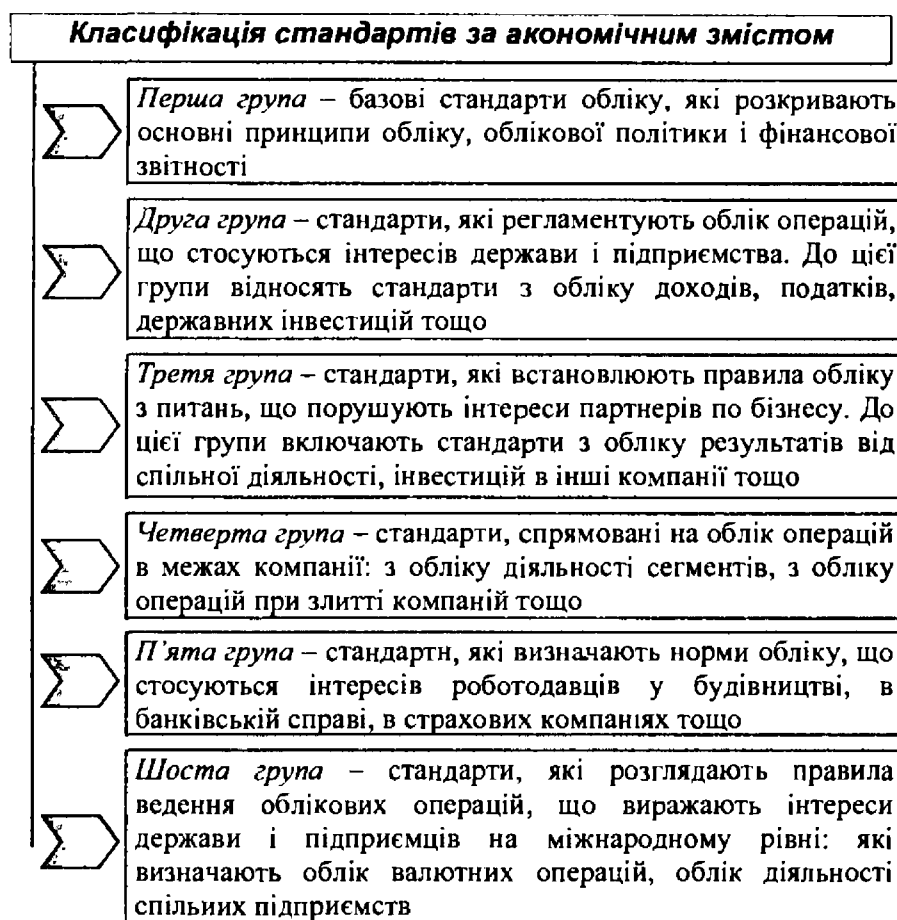 Класифікація стандартів за акономічним змістом
Перша група – базові стандарти обліку, які розкривають
основні принципи обліку, облікової політики і фінансової
звітності
Друга група – стандарти, які регламентують облік операцій,
що стосуються інтересів держави і підприємства. До цієї
групи відносять стандарти з обліку доходів, податків,
державних інвестицій тощо
Третя група – стандарти, які встановлюють правила обліку
з питань, що порушують інтереси партнерів по бізнесу. До
цієї групи включають стандарти з обліку результатів від
спільної діяльності, інвестицій в інші компанії тощо
Четверта група – стандарти, спрямовані на облік операцій
в межах компанії: з обліку діяльності сегментів, з обліку
операцій при злитті компаній тощо
П'ята група – стандартн, які визначають норми обліку, що
стосуються інтересів роботодавців у будівництві, в
банківській справі, в страхових компаніях тощо
Шоста група – стандарти, які розглядають правила
ведення облікових операцій, що виражають інтереси
держави і підприємців на міжнародному рівні: які
визначають облік валютних операцій, облік діяльності
спільних підприємств